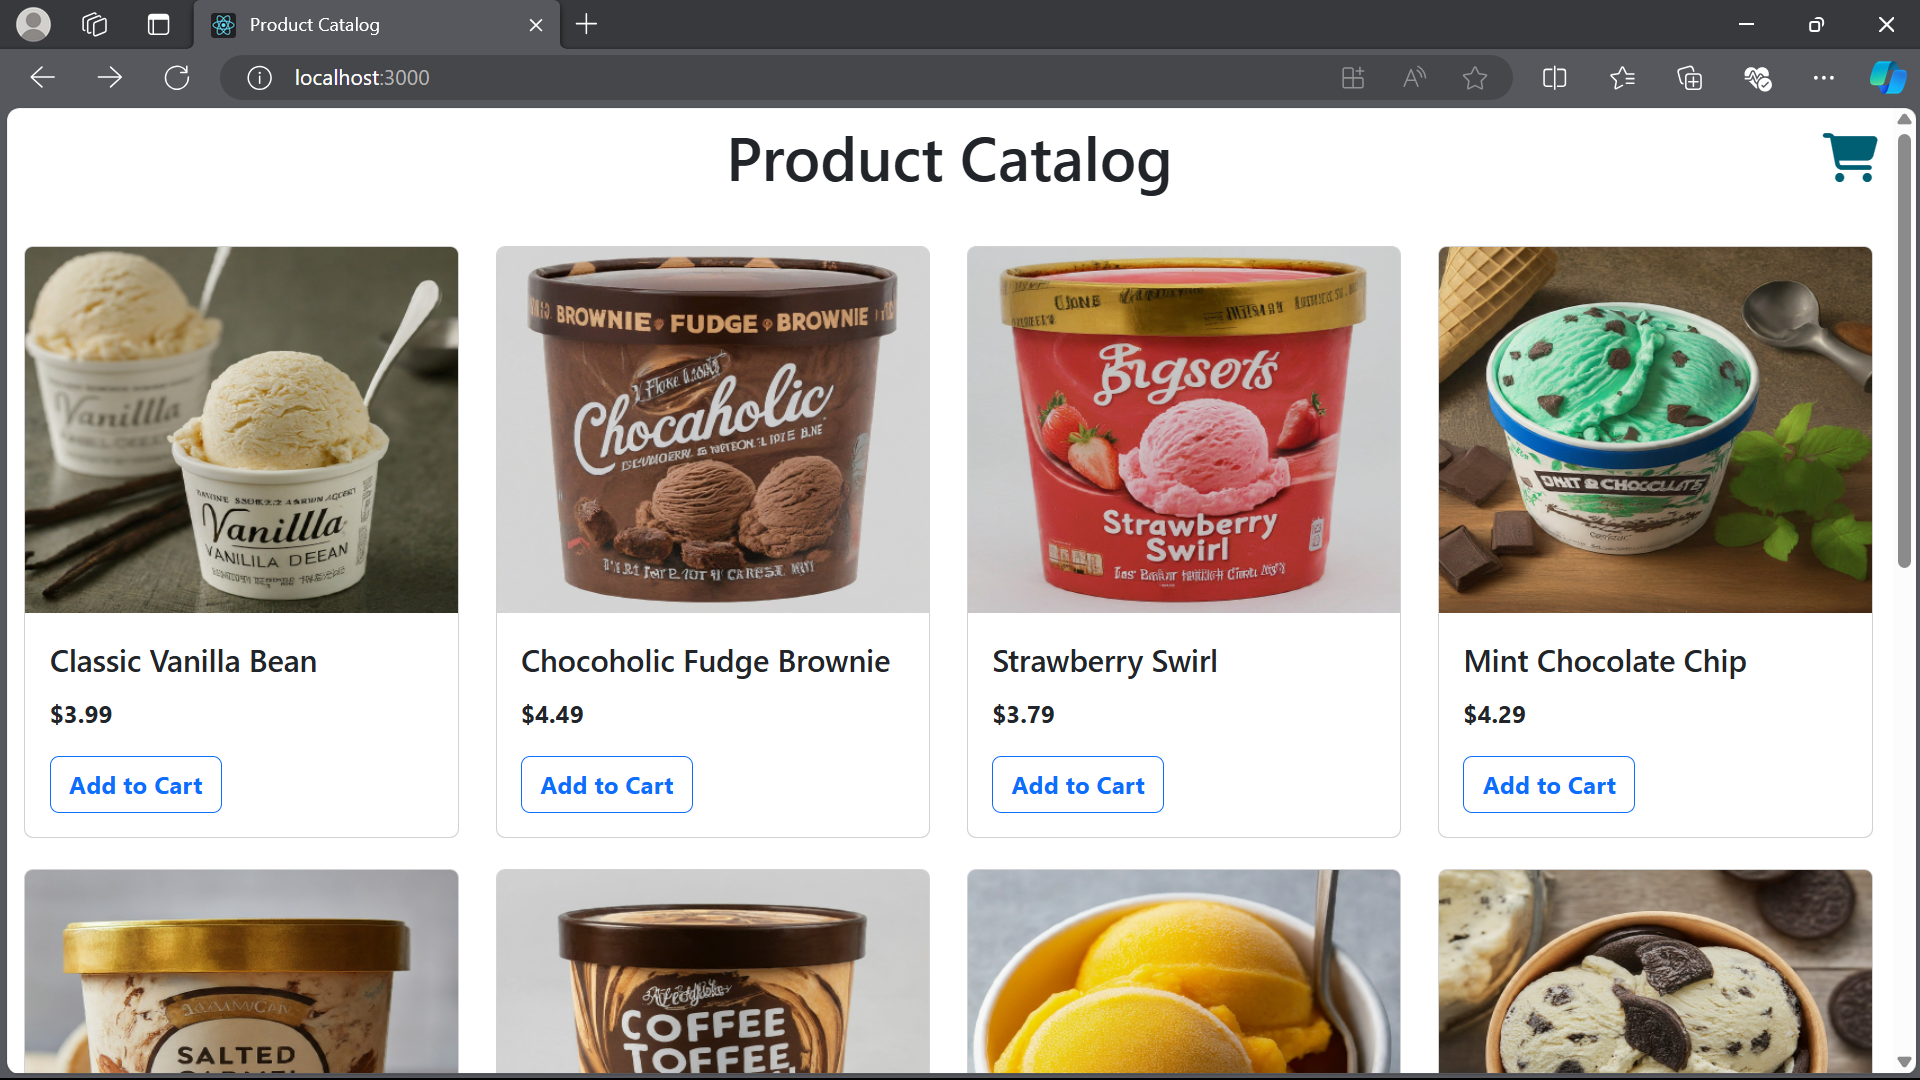 Product Catalog
localhost:3000
Product Catalog
Vanillla
Vanillla
VANILILA DEEAN
BROWNIE FUDGE BROWNIE
Chocaholic
Bigsots
Strawberry
Swirl
Classic Vanilla Bean
Chocoholic Fudge Brownie
Strawberry Swirl
Mint Chocolate Chip
$3.99
$4.49
$3.79
$4.29
Add to Cart
Add to Cart
Add to Cart
Add to Cart
SALTED
COFFEE
TOFFEE,